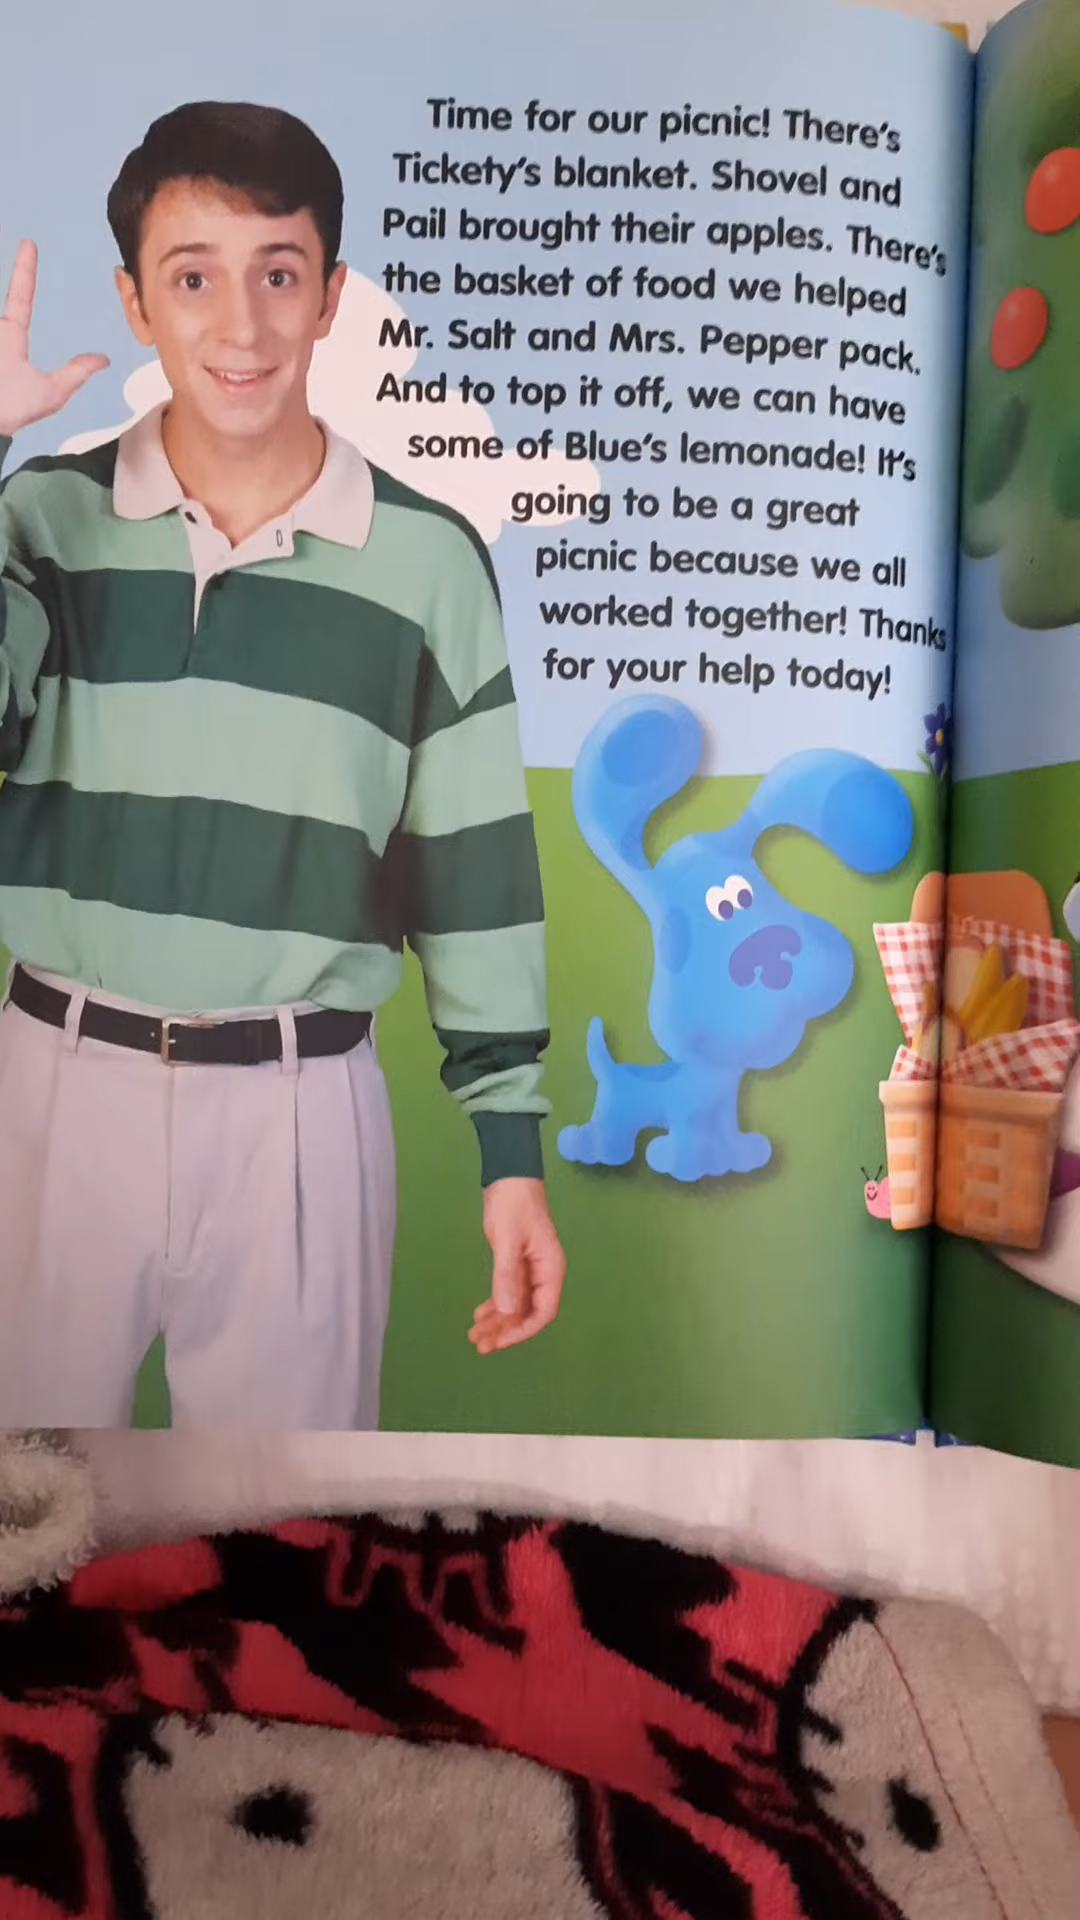 Time for our picnic! There's
Tickety's blanket. Shovel and
Pail brought their apples. There's
the basket of food we helped
Mr. Salt and Mrs. Pepper pack.
And to top it off, we can have
some of Blue's lemonade! It's
going to be a great
picnic because we all
worked together! Thanks
for your help today!